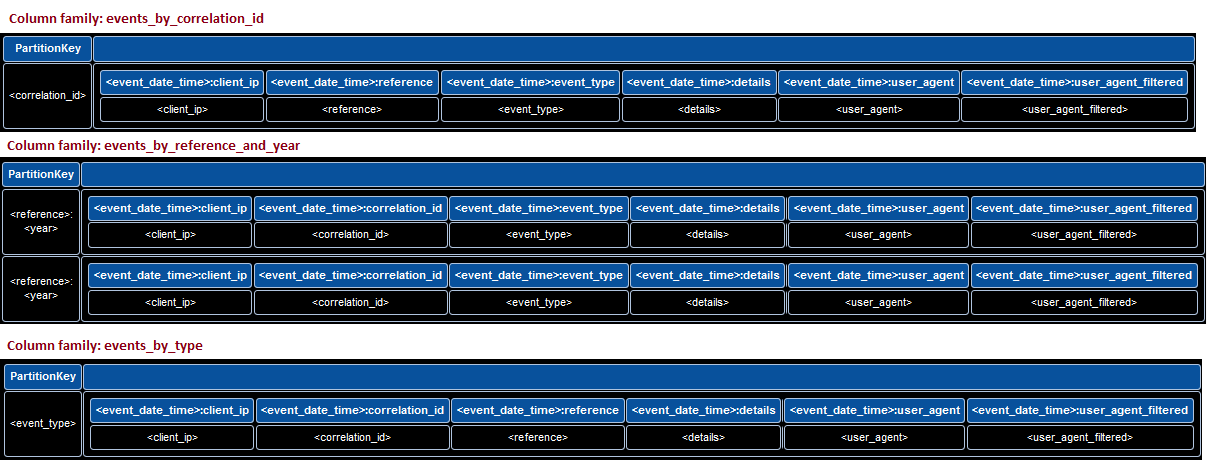 Column family: events_by_correlation_id
PartitionKey
<event_date_time>:client_ip <event_date_time>:reference <event_date_time>:event_type <event_date_time>:details <event_date_time>:user_agent <event_date_time>:user_agent_filtered
<correlation_id>
<client_ip> <reference> <event_type> <details> <user_agent> <user_agent_filtered>
Column family: events_by_reference_and_year
PartitionKey
<event_date_time>:client_ip <event_date_time>:correlation_id <event_date_time>:event_type <event_date_time>:details <event_date_time>:user_agent <event_date_time>:user_agent_filtered
<reference>:
<year>
<client_ip> <correlation_id> <event_type> <details> <user_agent> <user_agent_filtered>
<event_date_time>:client_ip <event_date_time>:correlation_id <event_date_time>:event_type <event_date_time>:details <event_date_time>:user_agent <event_date_time>:user_agent_filtered
<reference>:
<year>
<client_ip> <correlation_id> <event_type> <details> <user_agent> <user_agent_filtered>
Column family: events_by_type
PartitionKey
<event_date_time>:client_ip <event_date_time>:correlation_id <event_date_time>:reference <event_date_time>:details <event_date_time>:user_agent <event_date_time>:user_agent_filtered
<event_type>
<client_ip> <correlation_id> <reference> <details> <user_agent> <user_agent_filtered>